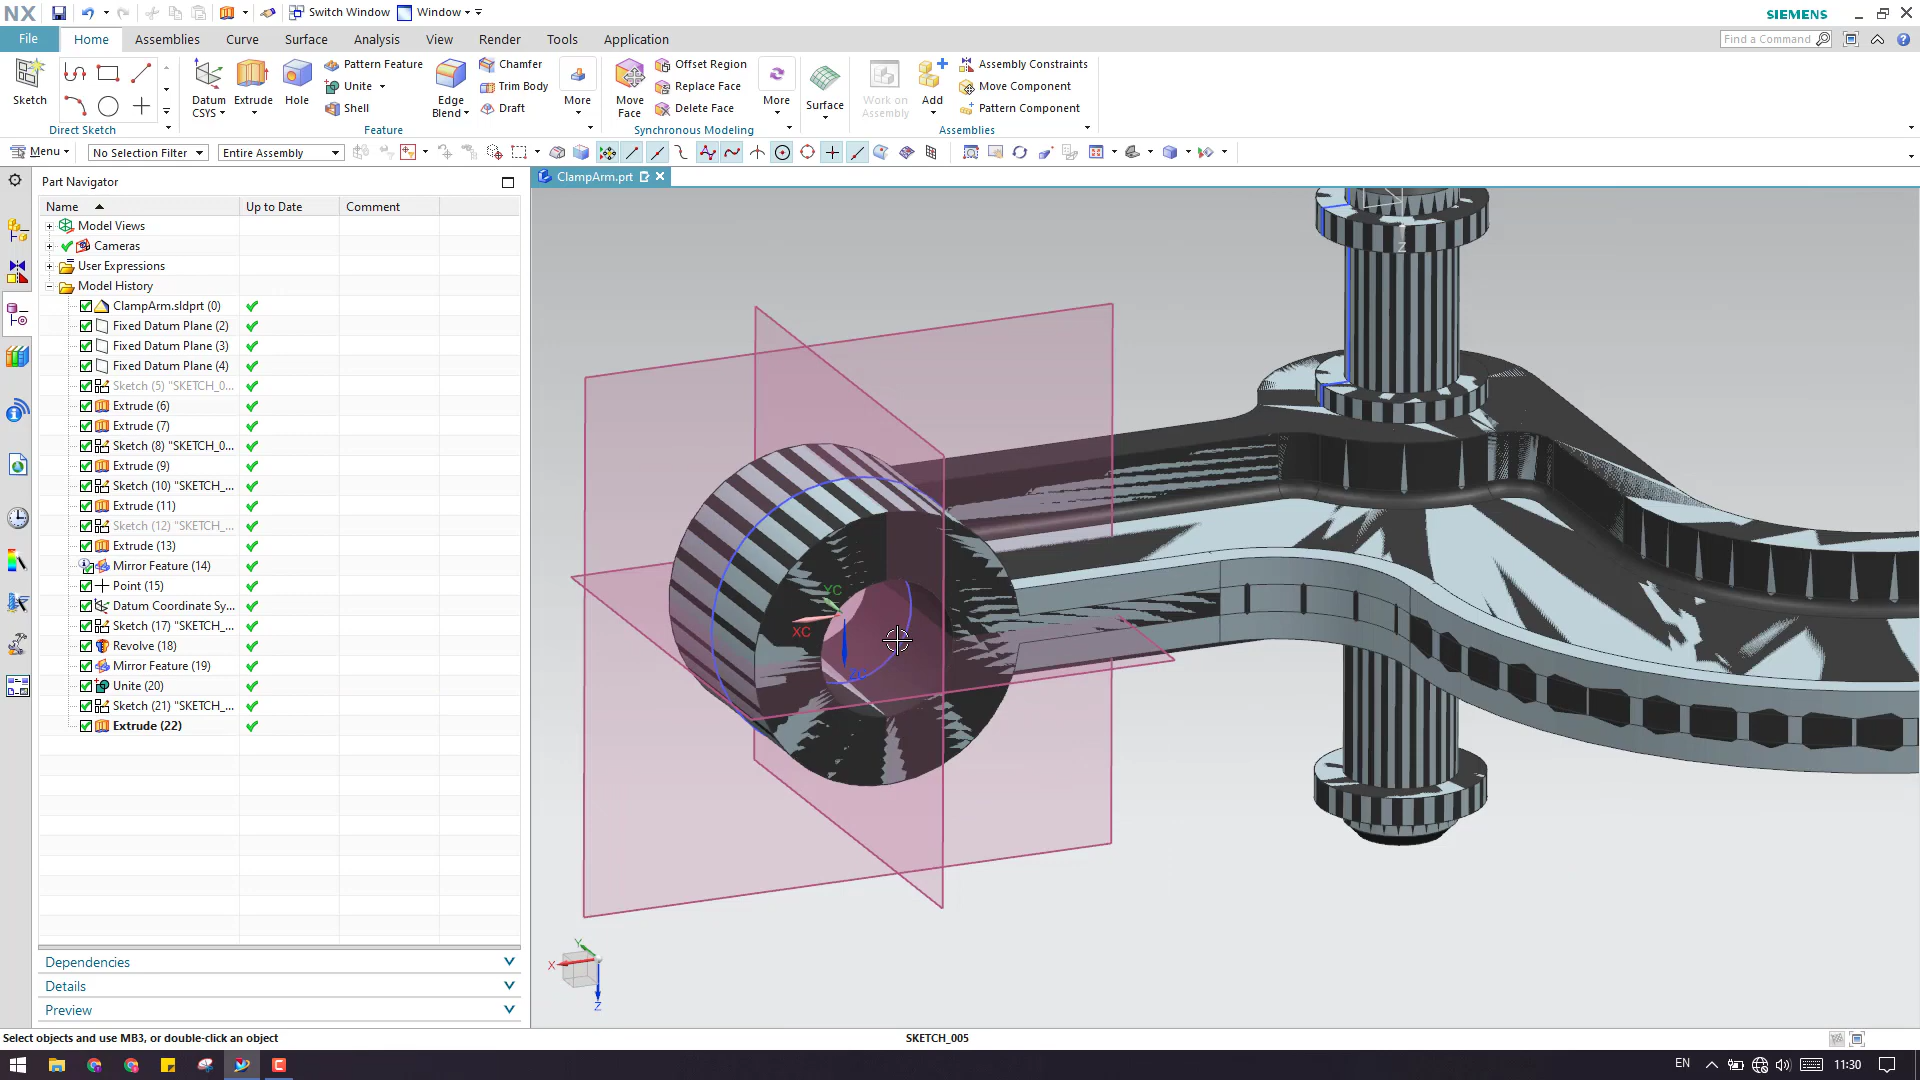 NX
Switch Window
Window
SIEMENS
File
Home
Assemblies
Curve
Surface
Analysis
View
Render
Tools
Application
Find a Command
Sketch
Direct Sketch
Datum CSYS
Extrude
Hole
Pattern Feature
Unite
Shell
Edge Blend
Chamfer
Trim Body
Draft
More
Feature
Move Face
Offset Region
Replace Face
Delete Face
More
Synchronous Modeling
Surface
Work on Assembly
Add
Assembly Constraints
Move Component
Pattern Component
Assemblies
Menu
No Selection Filter
Entire Assembly
Part Navigator
ClampArm.prt
Name
Up to Date
Comment
Model Views
Cameras
User Expressions
Model History
ClampArm.sldprt (0)
Fixed Datum Plane (2)
Fixed Datum Plane (3)
Fixed Datum Plane (4)
Sketch (5) "SKETCH_0...
Extrude (6)
Extrude (7)
Sketch (8) "SKETCH_0...
Extrude (9)
Sketch (10) "SKETCH_...
Extrude (11)
Sketch (12) "SKETCH_...
Extrude (13)
Mirror Feature (14)
Point (15)
Datum Coordinate Sy...
Sketch (17) "SKETCH_...
Revolve (18)
Mirror Feature (19)
Unite (20)
Sketch (21) "SKETCH_...
Extrude (22)
Z
YC
XC
Y
X
Z
Dependencies
Details
Preview
Select objects and use MB3, or double-click an object
SKETCH_005
EN
11:30